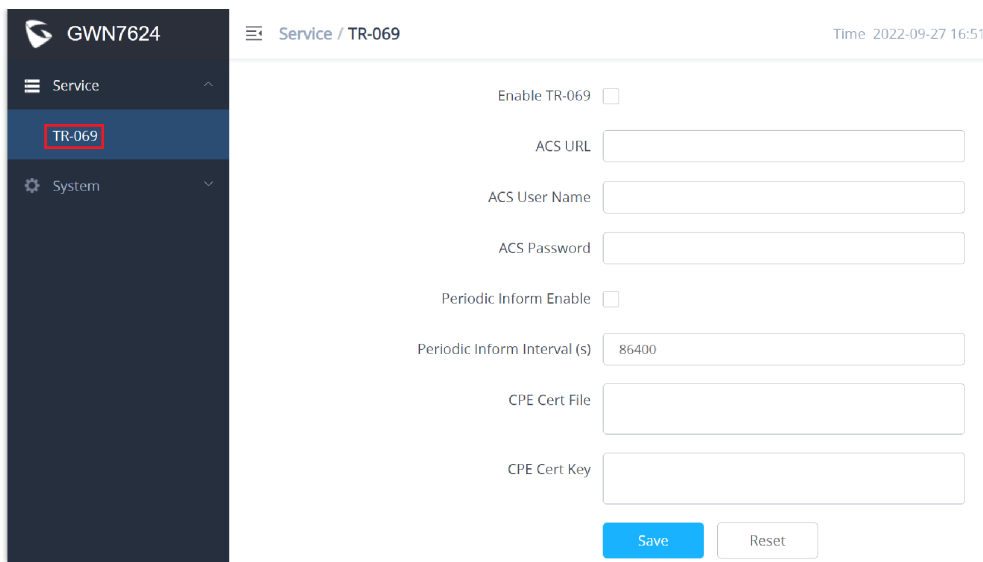 GWN7624
Service / TR-069
Time 2022-09-27 16:51
Service
TR-069
System
Enable TR-069
ACS URL
ACS User Name
ACS Password
Periodic Inform Enable
Periodic Inform Interval (s) 86400
CPE Cert File
CPE Cert Key
Save Reset